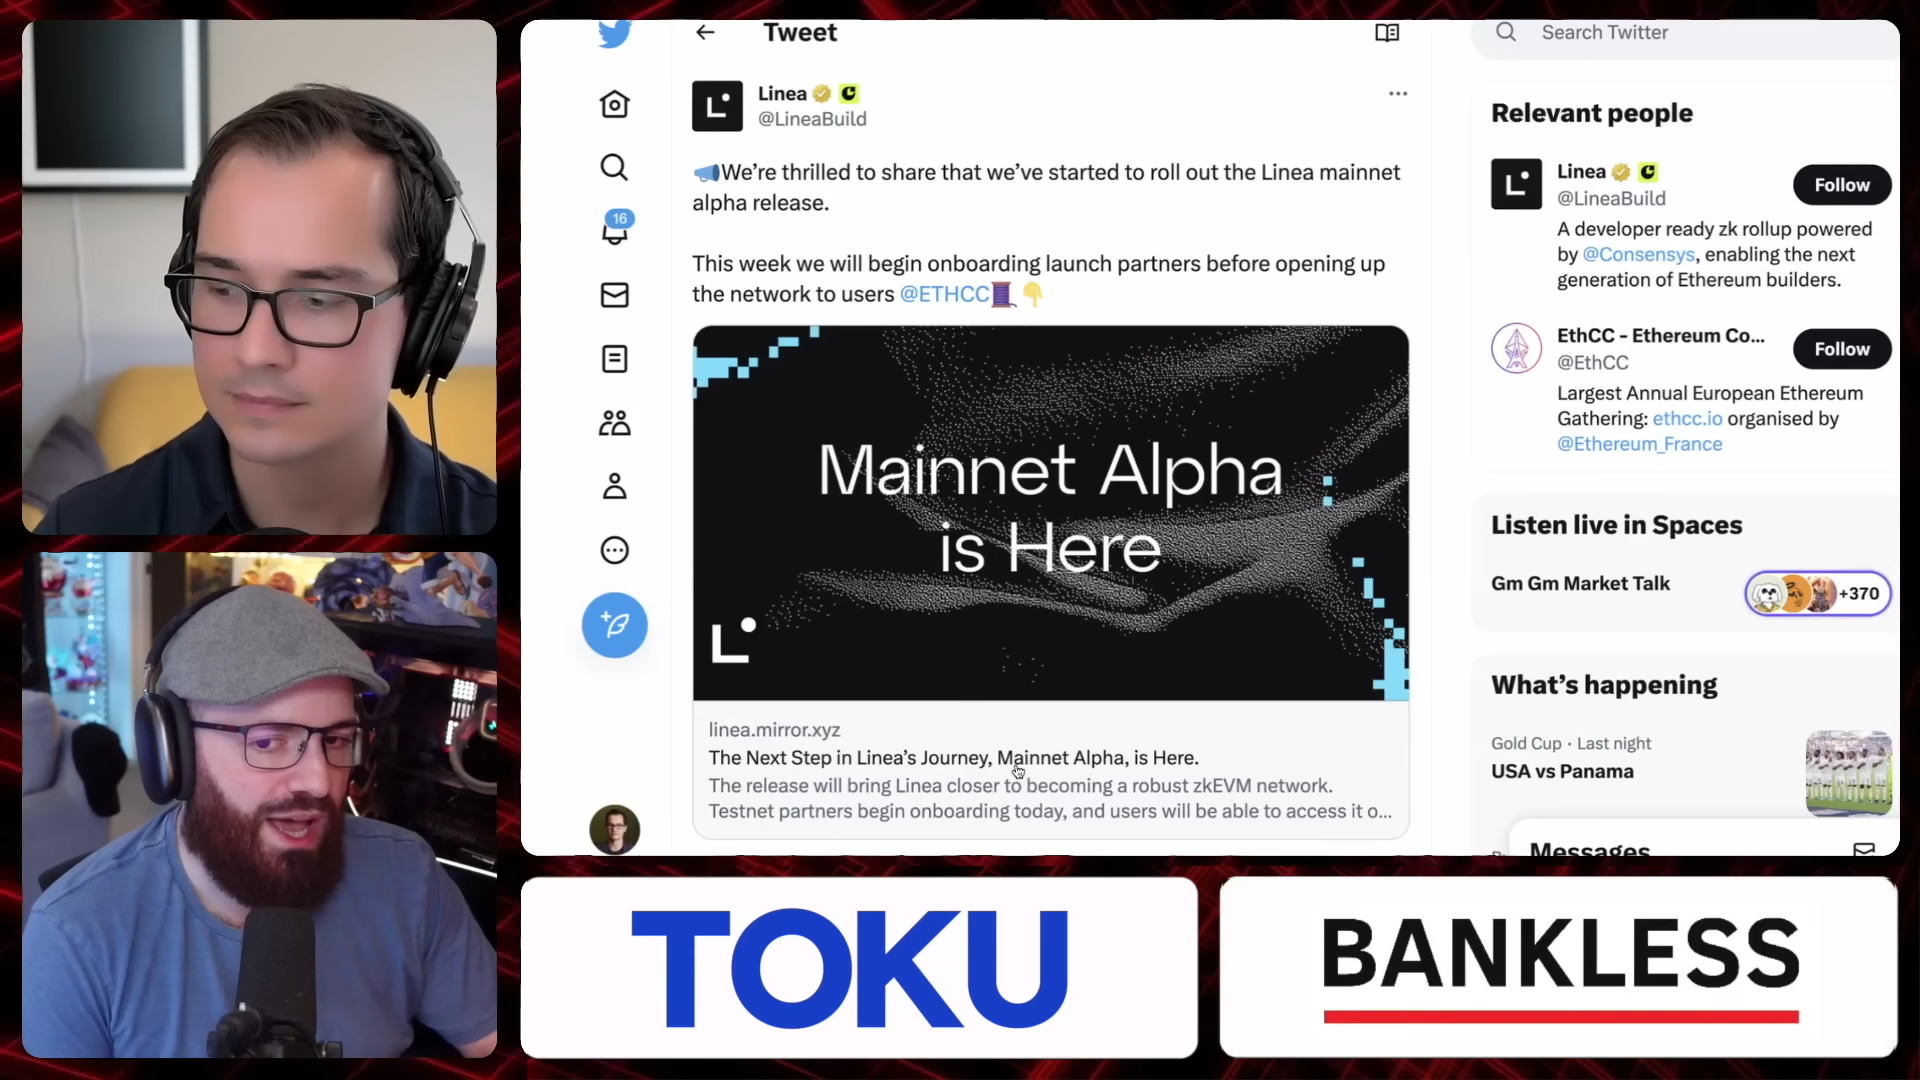 Tweet
Linea
@LineaBuild
We're thrilled to share that we've started to roll out the Linea mainnet
alpha release.
This week we will begin onboarding launch partners before opening up
the network to users @ETHCC
Mainnet Alpha
is Here
linea.mirror.xyz
The Next Step in Linea's Journey, Mainnet Alpha, is Here.
The release will bring Linea closer to becoming a robust zkEVM network.
Testnet partners begin onboarding today, and users will be able to access it o...
16
Search Twitter
Relevant people
Linea
@LineaBuild
Follow
A developer ready zk rollup powered
by @Consensys, enabling the next
generation of Ethereum builders.
EthCC - Ethereum Co...
@EthCC
Follow
Largest Annual European Ethereum
Gathering: ethcc.io organised by
@Ethereum_France
Listen live in Spaces
Gm Gm Market Talk
+370
What's happening
Gold Cup · Last night
USA vs Panama
Messages
TOKU
BANKLESS